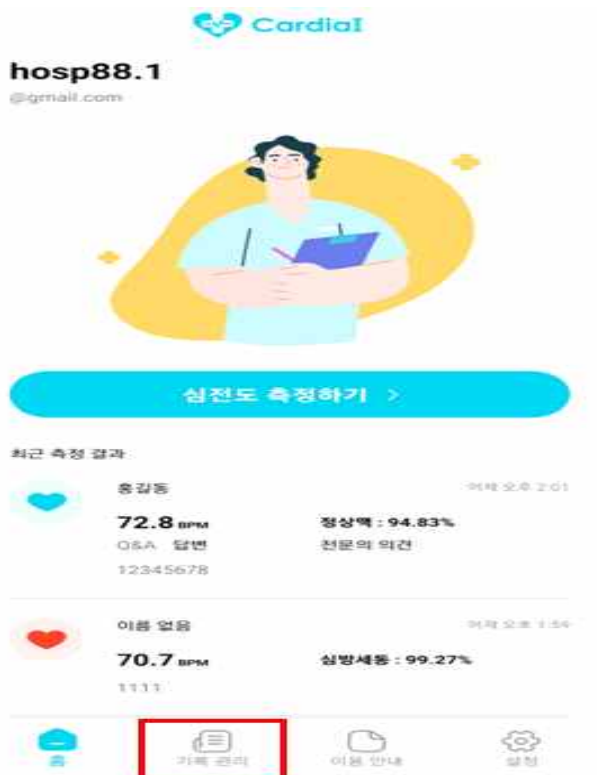 CardiaI
hosp88.1
@gmail.com
심전도 측정하기 >
최근 측정 결과
홍길동 어제 오후 2:01
72.8 BPM 정상맥 : 94.83%
Q&A 답변 전문의 의견
12345678
이름 없음 어제 오후 1:59
70.7 BPM 심방세동 : 99.27%
1111
홈 기록 관리 이용 안내 설정